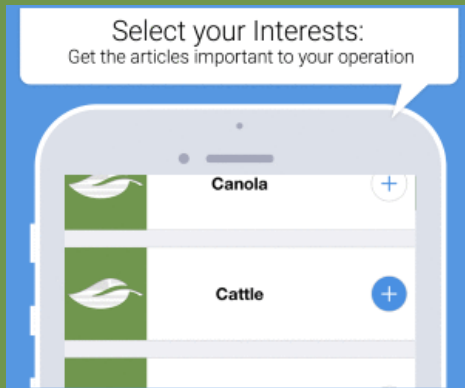 Select your Interests:
Get the articles important to your operation
Canola
Cattle